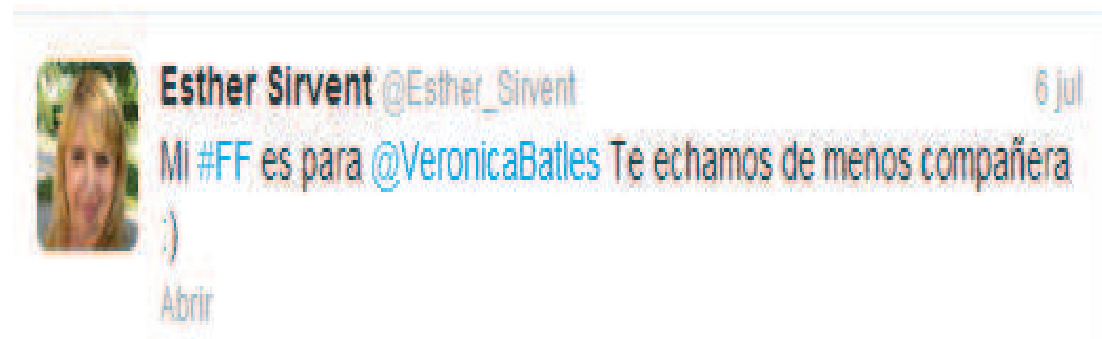 Esther Sirvent @Esther_Sirvent 6 jul
Mi #FF es para @VeronicaBatles Te echamos de menos compañera
:)
Abrir